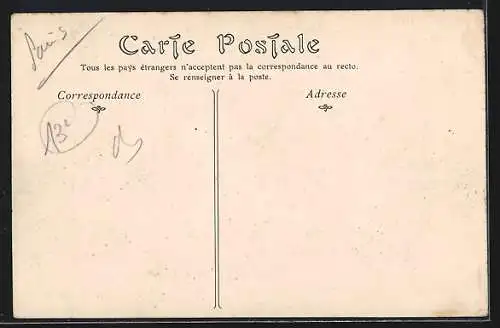 Paris
Carte Postale
Tous les pays étrangers n'acceptent pas la correspondance au recto.
Se renseigner à la poste.
Correspondance
Adresse
13e